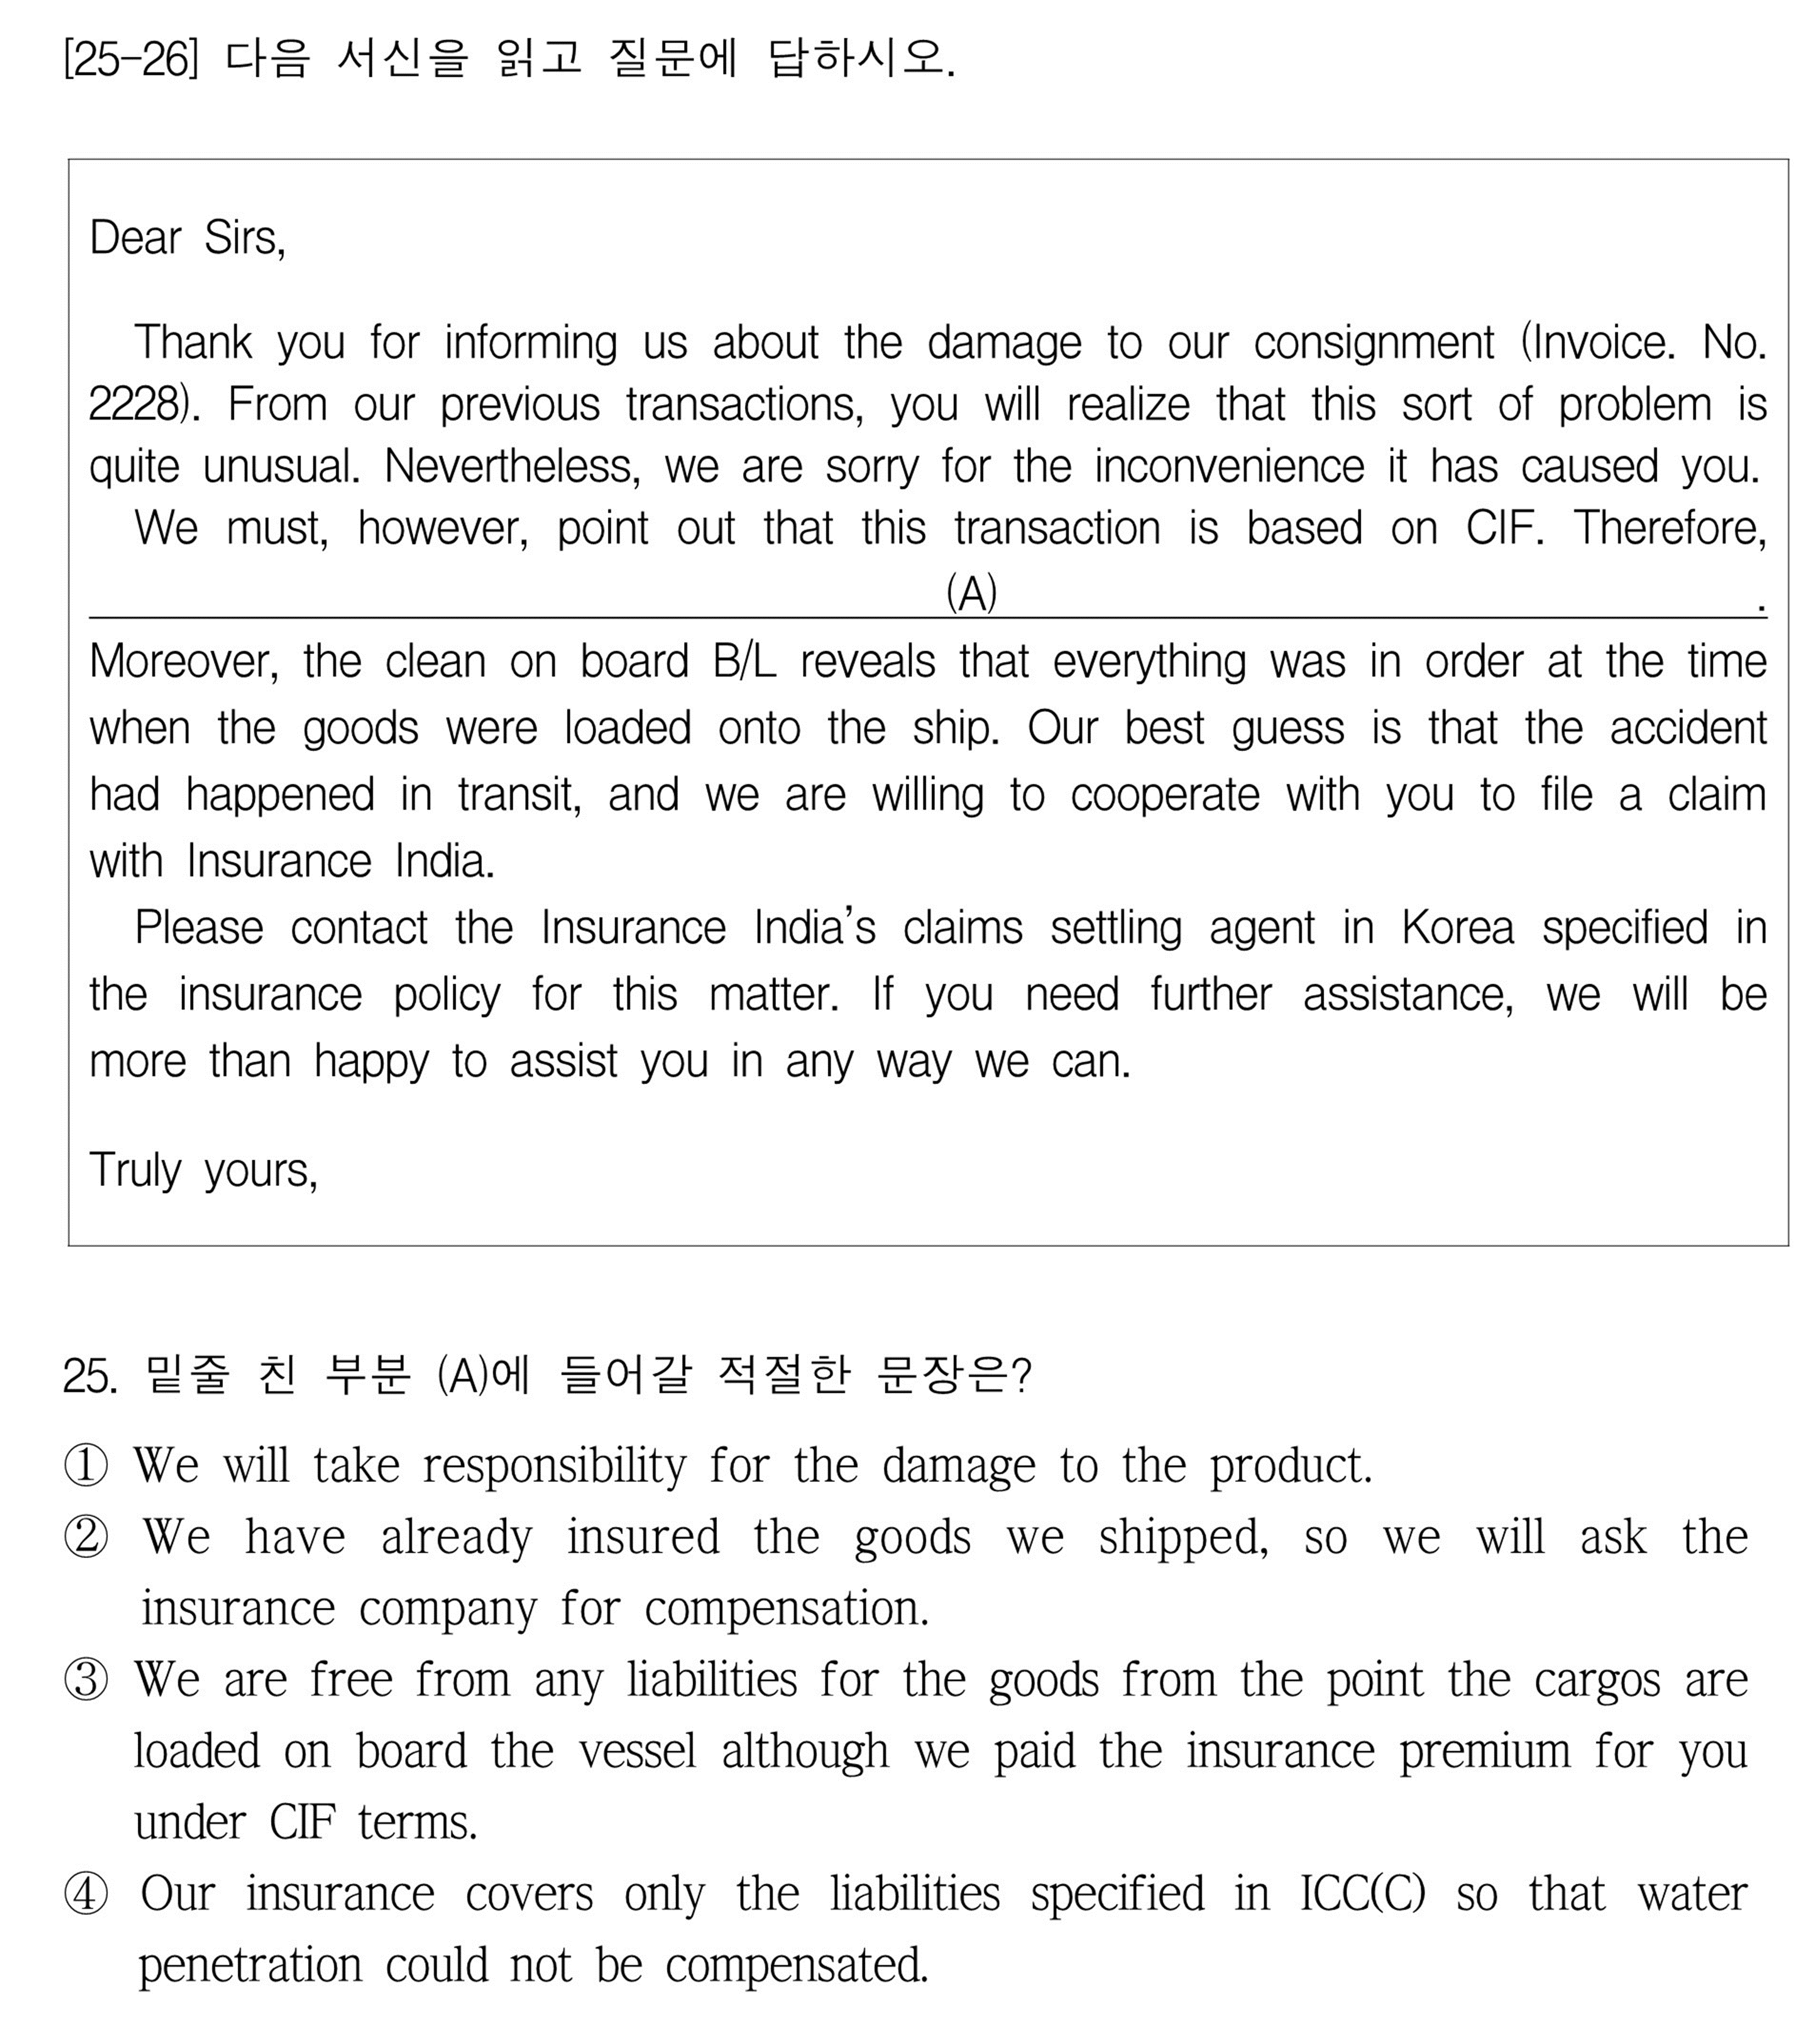 [25-26] 다음 서신을 읽고 질문에 답하시오.
Dear Sirs,
Thank you for informing us about the damage to our consignment (Invoice. No.
2228). From our previous transactions, you will realize that this sort of problem is
quite unusual. Nevertheless, we are sorry for the inconvenience it has caused you.
We must, however, point out that this transaction is based on CIF. Therefore,
(A) .
Moreover, the clean on board B/L reveals that everything was in order at the time
when the goods were loaded onto the ship. Our best guess is that the accident
had happened in transit, and we are willing to cooperate with you to file a claim
with Insurance India.
Please contact the Insurance India's claims settling agent in Korea specified in
the insurance policy for this matter. If you need further assistance, we will be
more than happy to assist you in any way we can.
Truly yours,
25. 밑줄 친 부분 (A)에 들어갈 적절한 문장은?
① We will take responsibility for the damage to the product.
② We have already insured the goods we shipped, so we will ask the
insurance company for compensation.
③ We are free from any liabilities for the goods from the point the cargos are
loaded on board the vessel although we paid the insurance premium for you
under CIF terms.
④ Our insurance covers only the liabilities specified in ICC(C) so that water
penetration could not be compensated.